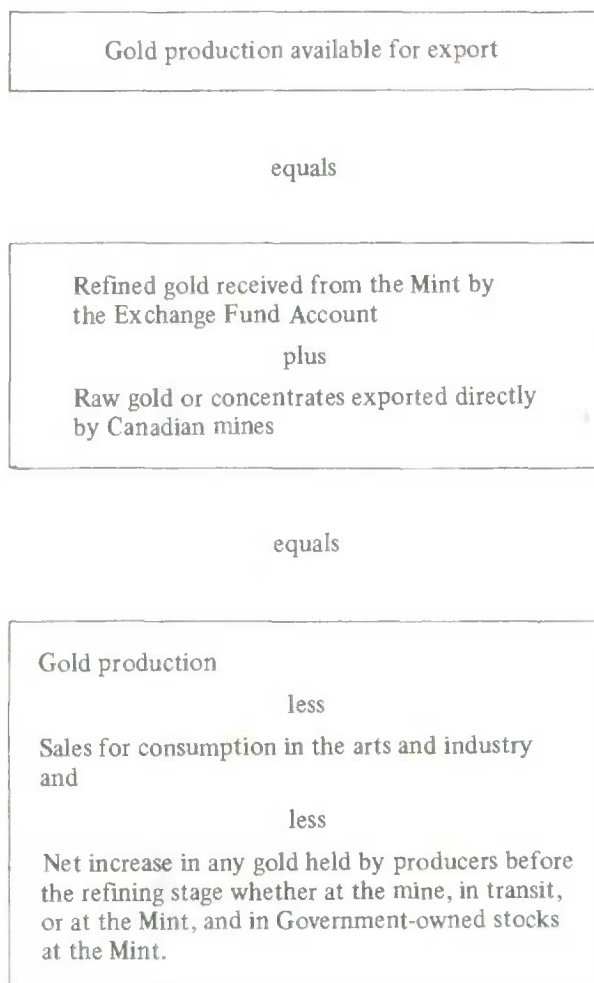 Gold production available for export
equals
Refined gold received from the Mint by
the Exchange Fund Account
plus
Raw gold or concentrates exported directly
by Canadian mines
equals
Gold production
less
Sales for consumption in the arts and industry
and
less
Net increase in any gold held by producers before
the refining stage whether at the mine, in transit,
or at the Mint, and in Government-owned stocks
at the Mint.